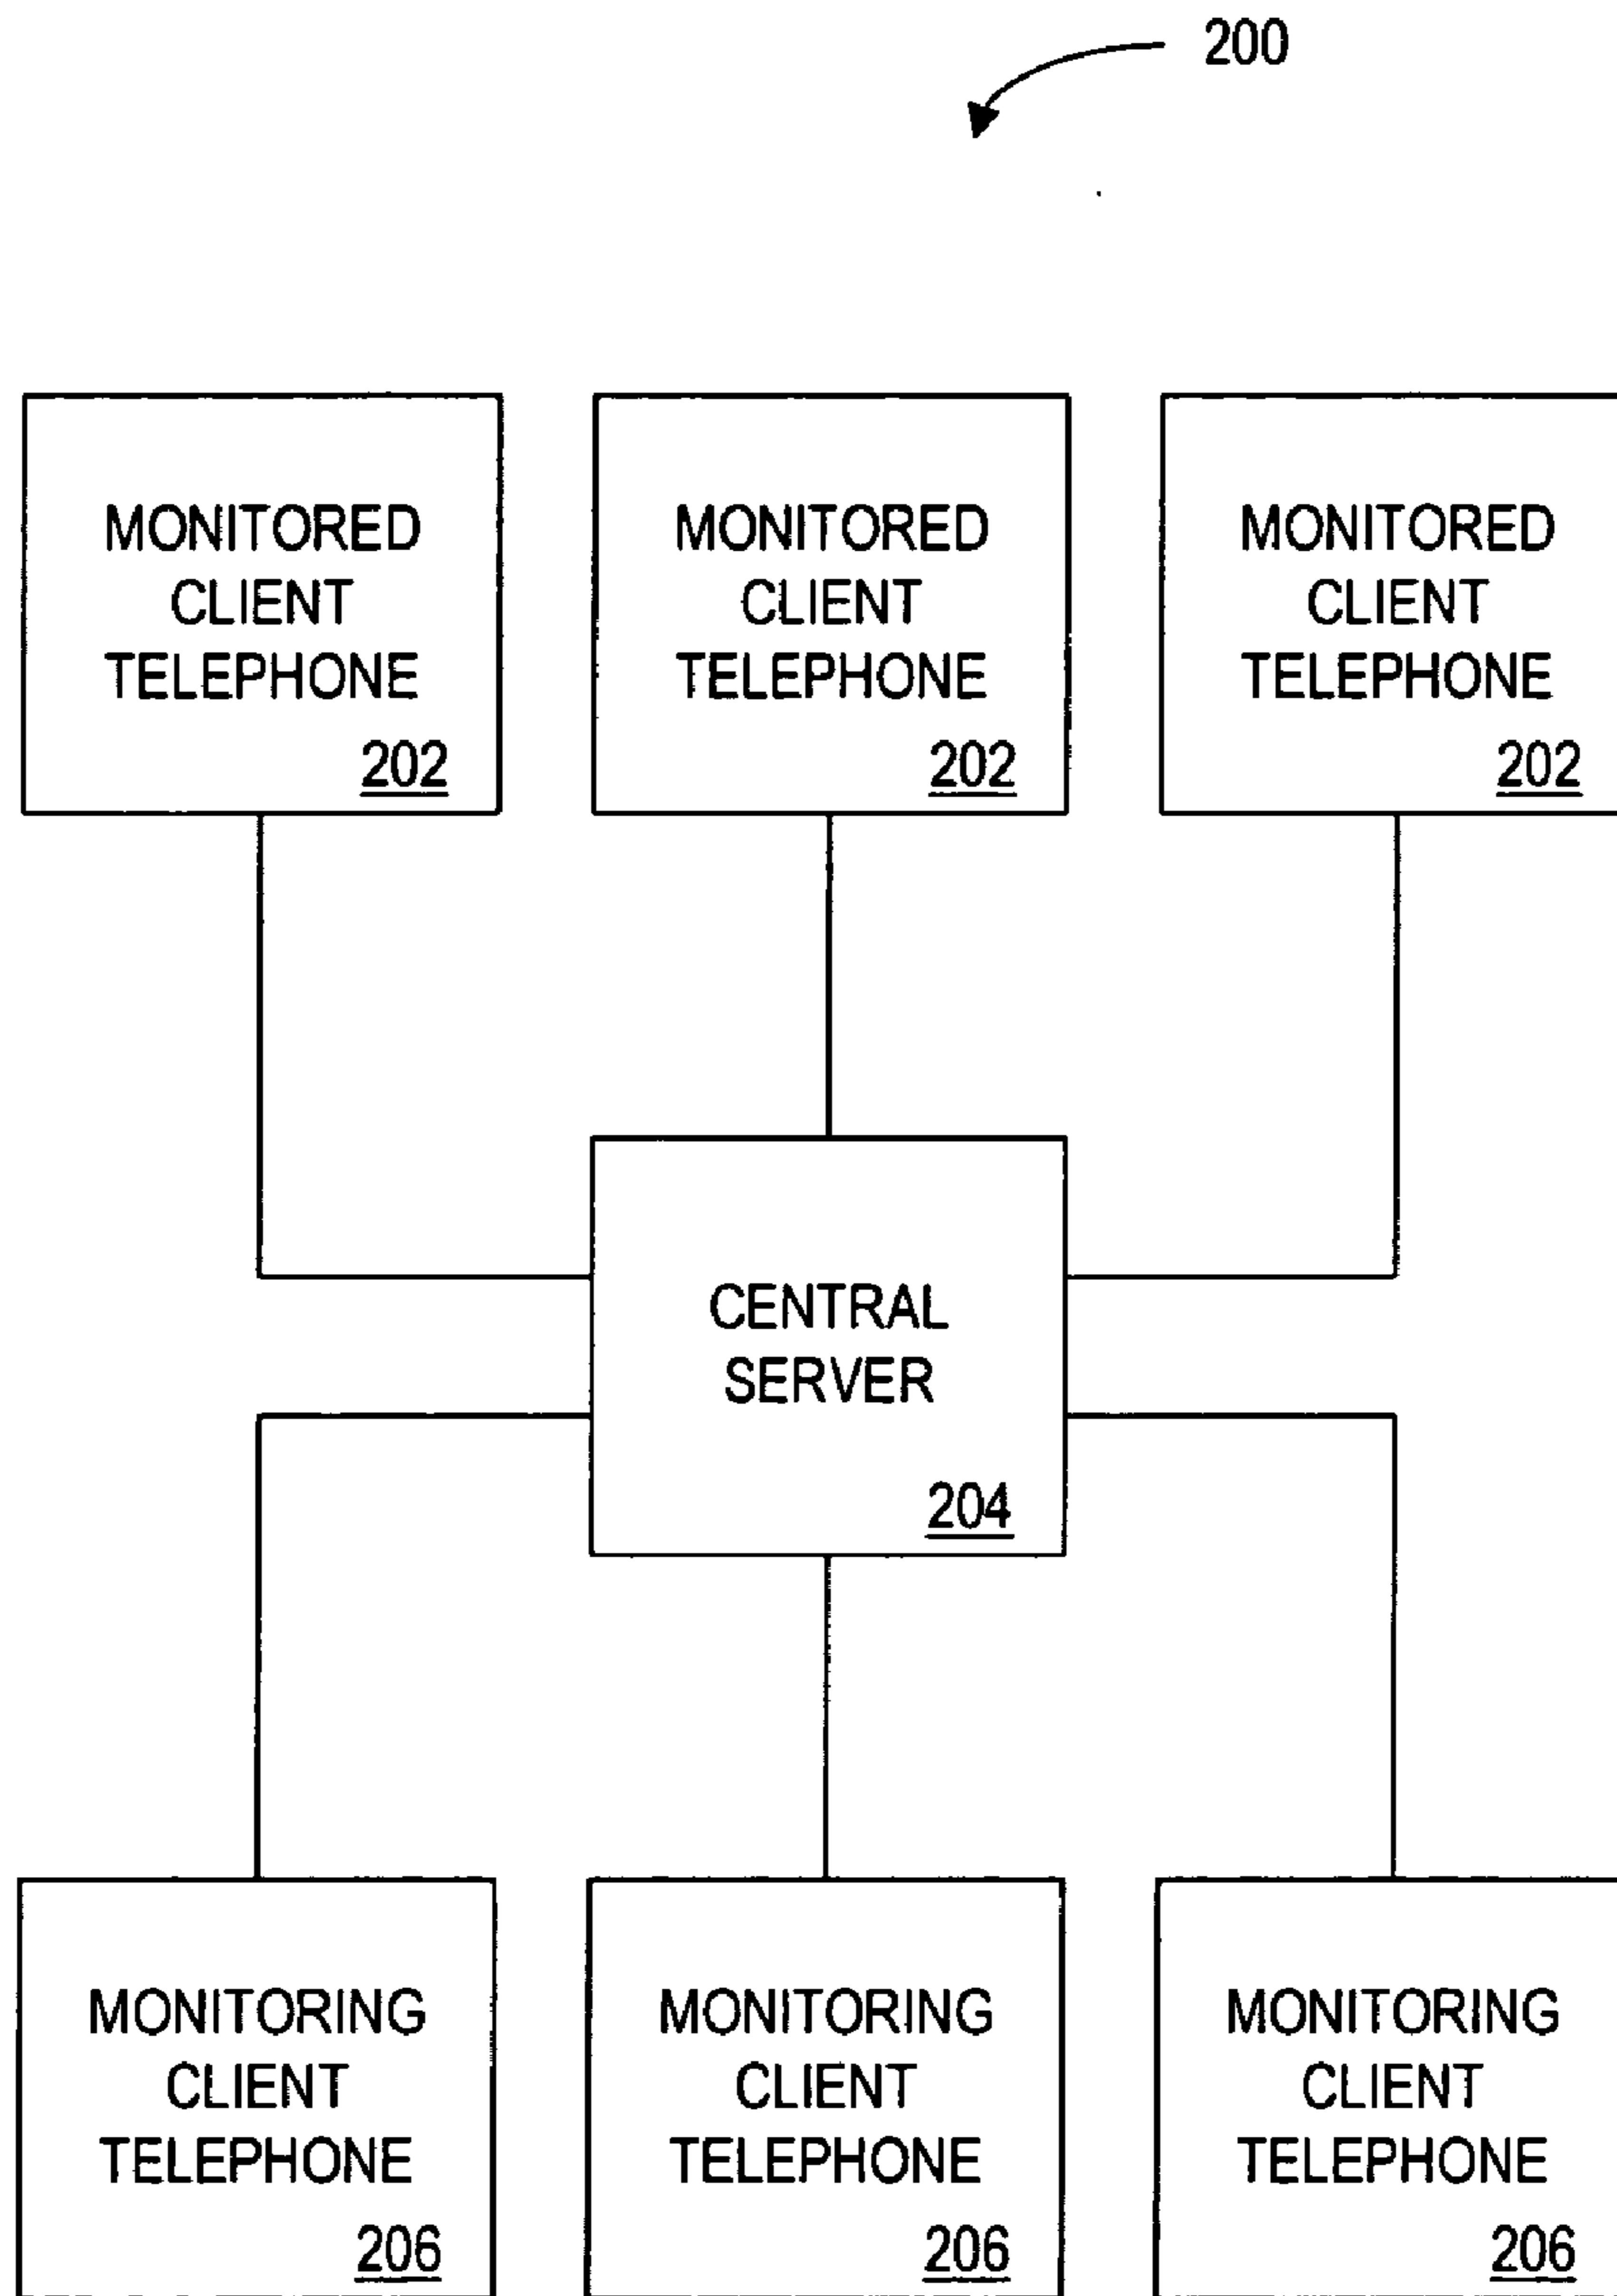 200
MONITORED
CLIENT
TELEPHONE
202
MONITORED
CLIENT
TELEPHONE
202
MONITORED
CLIENT
TELEPHONE
202
CENTRAL
SERVER
204
MONITORING
CLIENT
TELEPHONE
206
MONITORING
CLIENT
TELEPHONE
206
MONITORING
CLIENT
TELEPHONE
206